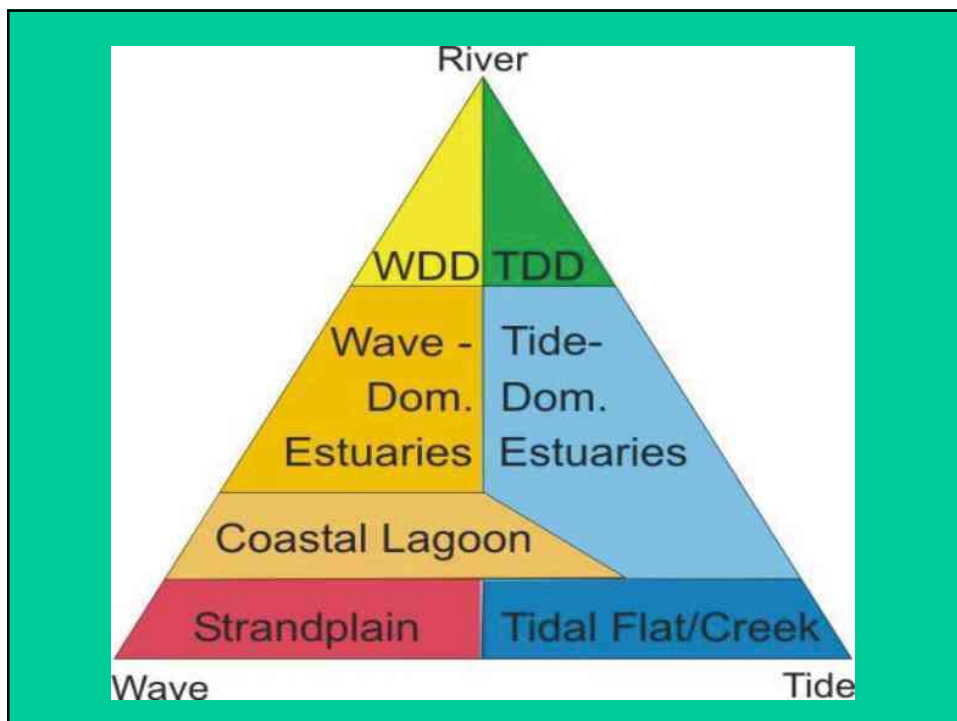 River
WDD TDD
Wave -
Dom.
Estuaries
Tide-
Dom.
Estuaries
Coastal Lagoon
Strandplain
Tidal Flat/Creek
Wave
Tide